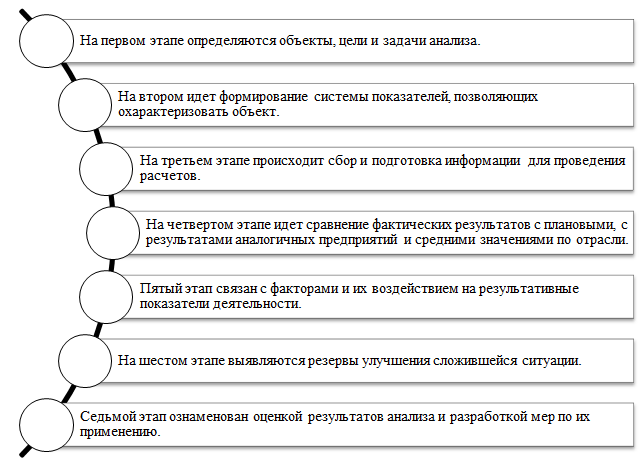 На первом этапе определяются объекты, цели и задачи анализа.
На втором идет формирование системы показателей, позволяющих
охарактеризовать объект.
На третьем этапе происходит сбор и подготовка информации для проведения
расчетов.
На четвертом этапе идет сравнение фактических результатов с плановыми, с
результатами аналогичных предприятий и средними значениями по отрасли.
Пятый этап связан с факторами и их воздействием на результативные
показатели деятельности.
На шестом этапе выявляются резервы улучшения сложившейся ситуации.
Седьмой этап ознаменован оценкой результатов анализа и разработкой мер по их
применению.